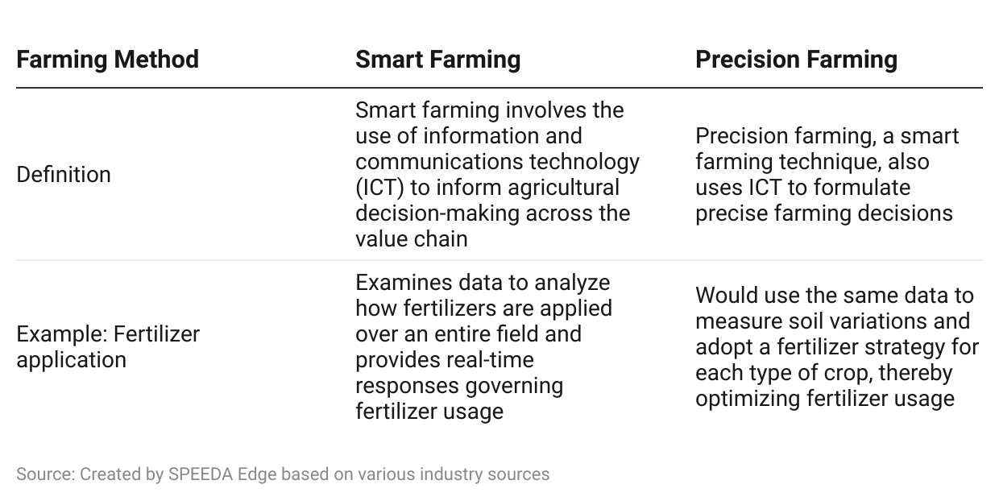 Farming Method
Smart Farming
Precision Farming
Definition
Smart farming involves the
use of information and
communications technology
(ICT) to inform agricultural
decision-making across the
value chain
Precision farming, a smart
farming technique, also
uses ICT to formulate
precise farming decisions
Example: Fertilizer
application
Examines data to analyze
how fertilizers are applied
over an entire field and
provides real-time
responses governing
fertilizer usage
Would use the same data to
measure soil variations and
adopt a fertilizer strategy for
each type of crop, thereby
optimizing fertilizer usage
Source: Created by SPEEDA Edge based on various industry sources